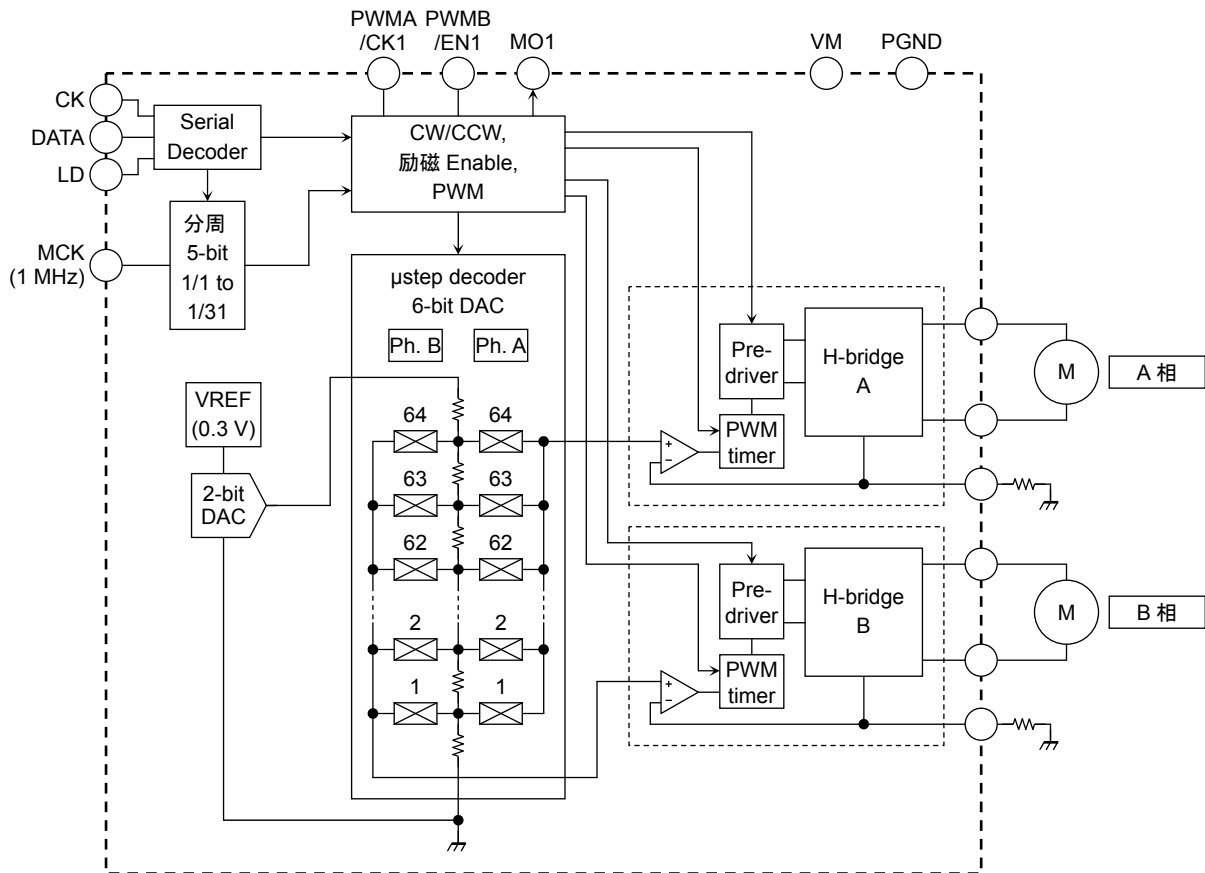 PWMA
/CK1
PWMB
/EN1
MO1
VM
PGND
CK
DATA
LD
Serial
Decoder
CW/CCW,
励磁 Enable,
PWM
MCK
(1 MHz)
分周
5-bit
1/1 to
1/31
µstep decoder
6-bit DAC
Ph. B
Ph. A
VREF
(0.3 V)
2-bit
DAC
64
64
63
63
62
62
2
2
1
1
Pre-
driver
H-bridge
A
PWM
timer
+
−
M
A 相
Pre-
driver
H-bridge
B
PWM
timer
+
−
M
B 相